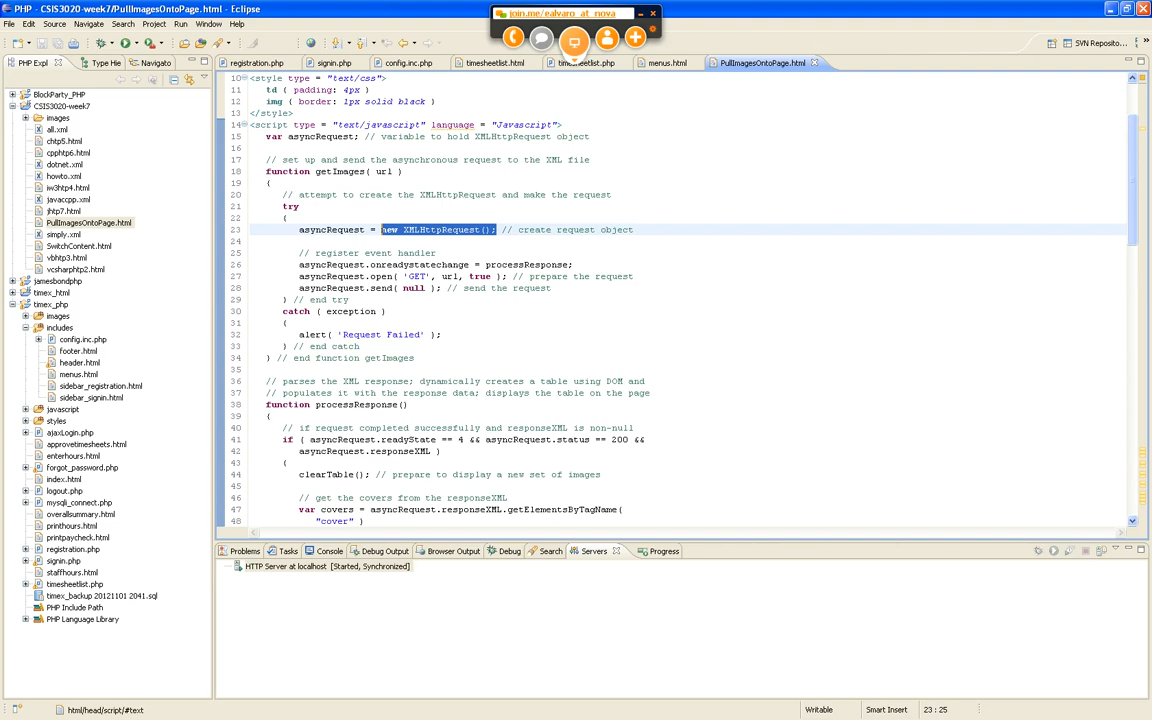 PHP - CSIS3020-week7/PullImagesOntoPage.html - Eclipse
File Edit Source Navigate Search Project Run Window Help
join.me/ealvaro_at_nova
SVN Reposito...
PHP Expl Type Hie Navigato
registration.php signin.php config.inc.php timesheetlist.html timesheetlist.php menus.html PullImagesOntoPage.html
BlockParty_PHP
CSIS3020-week7
images
all.xml
chtp5.html
cpphtp6.html
dotnet.xml
howto.xml
iw3htp4.html
javaccpp.xml
jhtp7.html
PullImagesOntoPage.html
simply.xml
SwitchContent.html
vbhtp3.html
vcsharphtp2.html
jamesbondphp
timex_html
timex_php
images
includes
config.inc.php
footer.html
header.html
menus.html
sidebar_registration.html
sidebar_signin.html
javascript
styles
ajaxLogin.php
approvetimesheets.html
enterhours.html
forgot_password.php
index.html
logout.php
mysqli_connect.php
overallsummary.html
printhours.html
printpaycheck.html
registration.php
signin.php
staffhours.html
timesheetlist.php
timex_backup 20121101 2041.sql
PHP Include Path
PHP Language Library
10 <style type = "text/css">
11 td { padding: 4px }
12 img { border: 1px solid black }
13 </style>
14 <script type = "text/javascript" language = "Javascript">
15 var asyncRequest; // variable to hold XMLHttpRequest object
16
17 // set up and send the asynchronous request to the XML file
18 function getImages( url )
19 {
20 // attempt to create the XMLHttpRequest and make the request
21 try
22 {
23 asyncRequest = new XMLHttpRequest(); // create request object
24
25 // register event handler
26 asyncRequest.onreadystatechange = processResponse;
27 asyncRequest.open( 'GET', url, true ); // prepare the request
28 asyncRequest.send( null ); // send the request
29 } // end try
30 catch ( exception )
31 {
32 alert( 'Request Failed' );
33 } // end catch
34 } // end function getImages
35
36 // parses the XML response; dynamically creates a table using DOM and
37 // populates it with the response data; displays the table on the page
38 function processResponse()
39 {
40 // if request completed successfully and responseXML is non-null
41 if ( asyncRequest.readyState == 4 && asyncRequest.status == 200 &&
42 asyncRequest.responseXML )
43 {
44 clearTable(); // prepare to display a new set of images
45
46 // get the covers from the responseXML
47 var covers = asyncRequest.responseXML.getElementsByTagName(
48 "cover" )
Problems Tasks Console Debug Output Browser Output Debug Search Servers Progress
HTTP Server at localhost [Started, Synchronized]
html/head/script/#text Writable Smart Insert 23 : 25